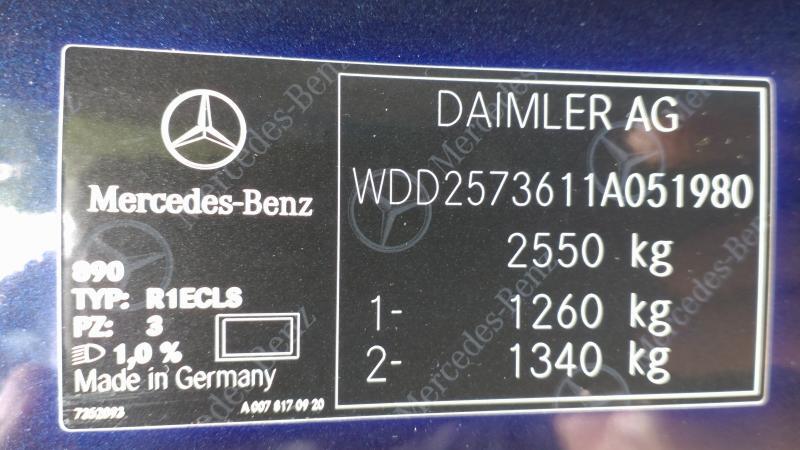 Mercedes-Benz
890
TYP: R1ECLS
PZ: 3
1,0 %
Made in Germany
7252093
A 007 817 09 20
DAIMLER AG
WDD2573611A051980
2550 kg
1- 1260 kg
2- 1340 kg